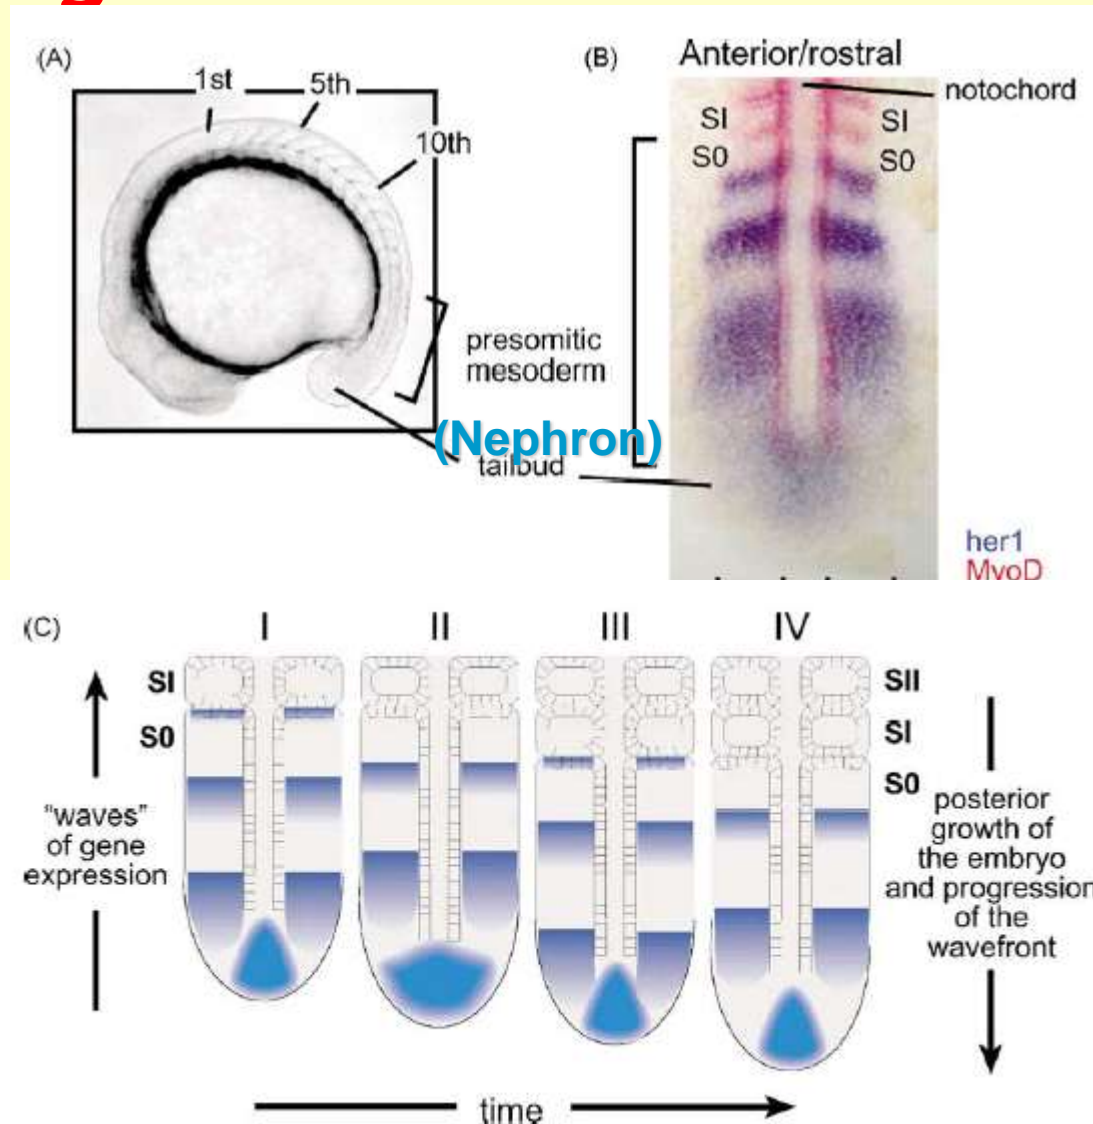 (A)
1st
5th
10th
presomitic
mesoderm
(Nephron)
tailbud
(B)
Anterior/rostral
notochord
SI
SI
S0
S0
her1
MyoD
(C)
I
II
III
IV
SI
S0
"waves"
of gene
expression
SII
SI
S0
posterior
growth of
the embryo
and progression
of the
wavefront
time